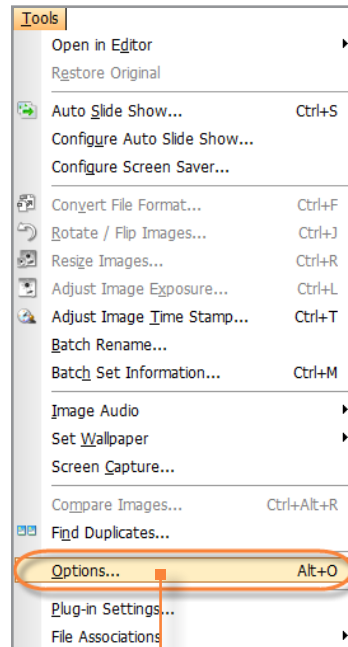 Tools
Open in Editor
Restore Original
Auto Slide Show... Ctrl+S
Configure Auto Slide Show...
Configure Screen Saver...
Convert File Format... Ctrl+F
Rotate / Flip Images... Ctrl+J
Resize Images... Ctrl+R
Adjust Image Exposure... Ctrl+L
Adjust Image Time Stamp... Ctrl+T
Batch Rename...
Batch Set Information... Ctrl+M
Image Audio
Set Wallpaper
Screen Capture...
Compare Images... Ctrl+Alt+R
Find Duplicates...
Options... Alt+O
Plug-in Settings...
File Associations